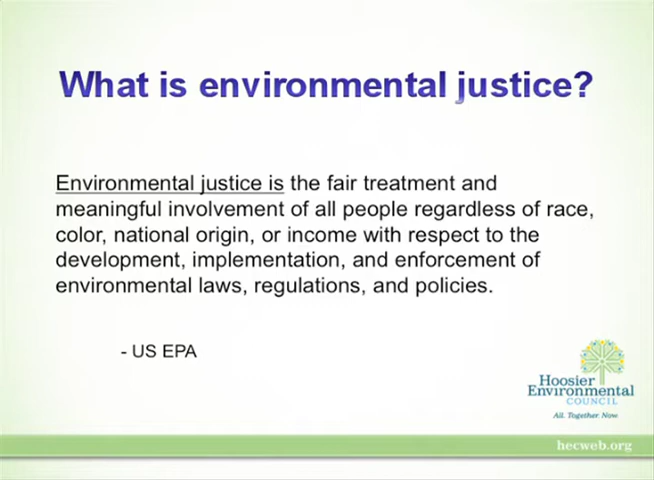 What is environmental justice?
Environmental justice is the fair treatment and
meaningful involvement of all people regardless of race,
color, national origin, or income with respect to the
development, implementation, and enforcement of
environmental laws, regulations, and policies.
- US EPA
Hoosier
Environmental
COUNCIL
All. Together. Now.
hecweb.org